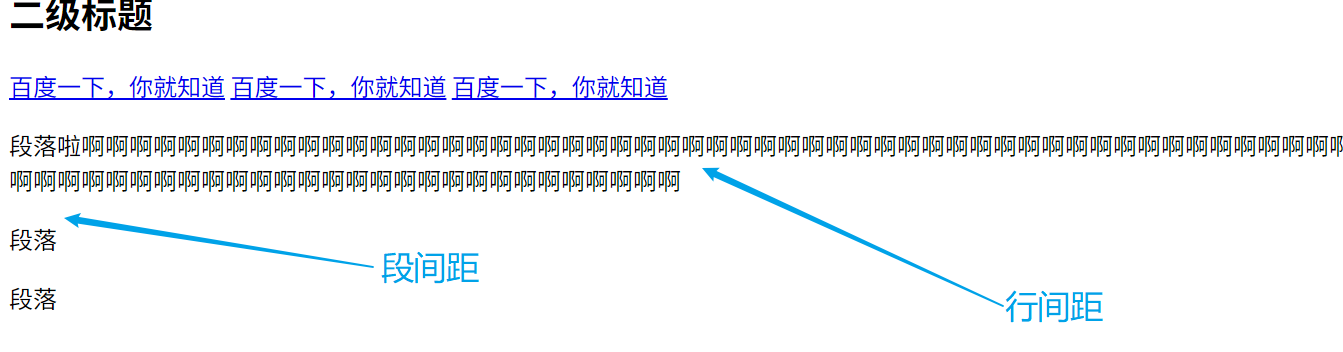 二级标题
百度一下，你就知道 百度一下，你就知道 百度一下，你就知道
段落啦啊啊啊啊啊啊啊啊啊啊啊啊啊啊啊啊啊啊啊啊啊啊啊啊啊啊啊啊啊啊啊啊啊啊啊啊啊啊啊啊啊啊啊啊啊啊啊啊啊啊啊啊啊
啊啊啊啊啊啊啊啊啊啊啊啊啊啊啊啊啊啊啊啊啊啊啊啊啊啊啊啊
段落
段间距
段落
行间距